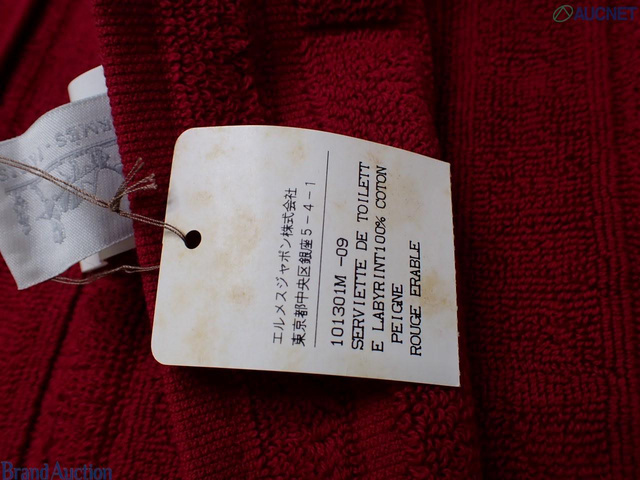 エルメスジャポン株式会社
東京都中央区銀座5-4-1
101301M -09
SERVIETTE DE TOILETT
E LABYRINT100% COTON
PEIGNE
ROUGE ERABLE
AUCNET
Brand Auction